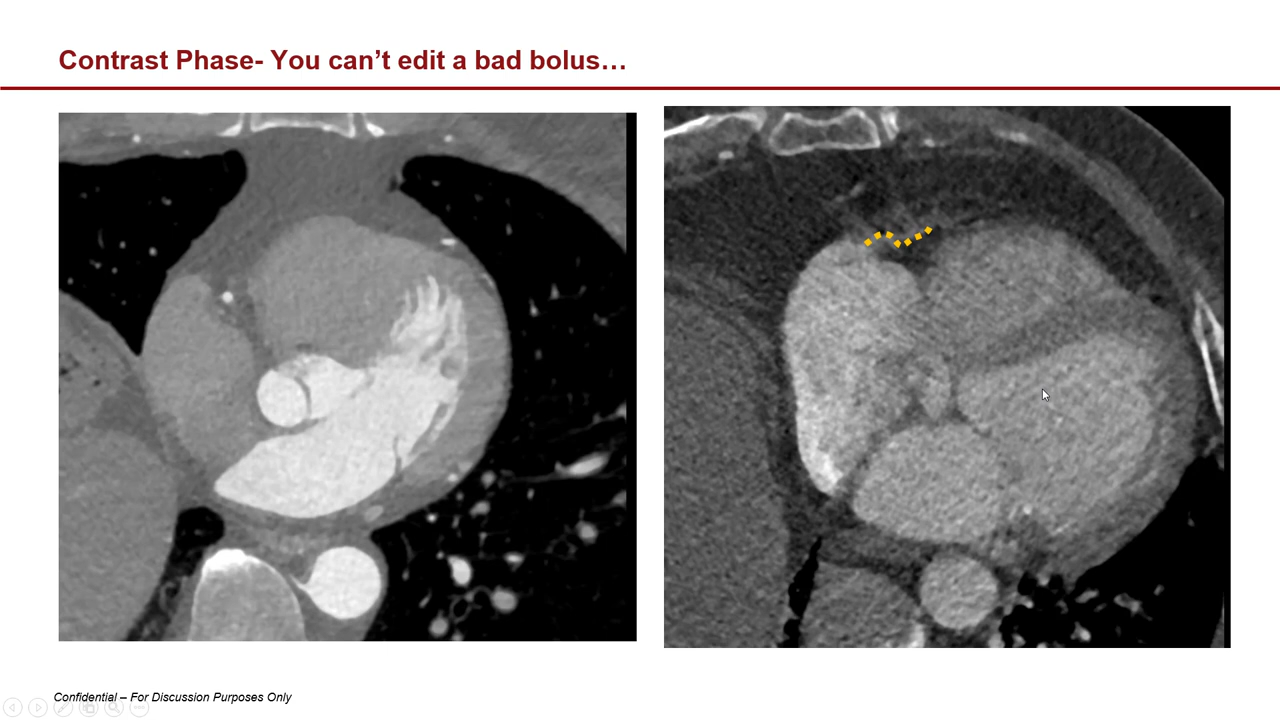 Contrast Phase- You can’t edit a bad bolus…
Confidential – For Discussion Purposes Only